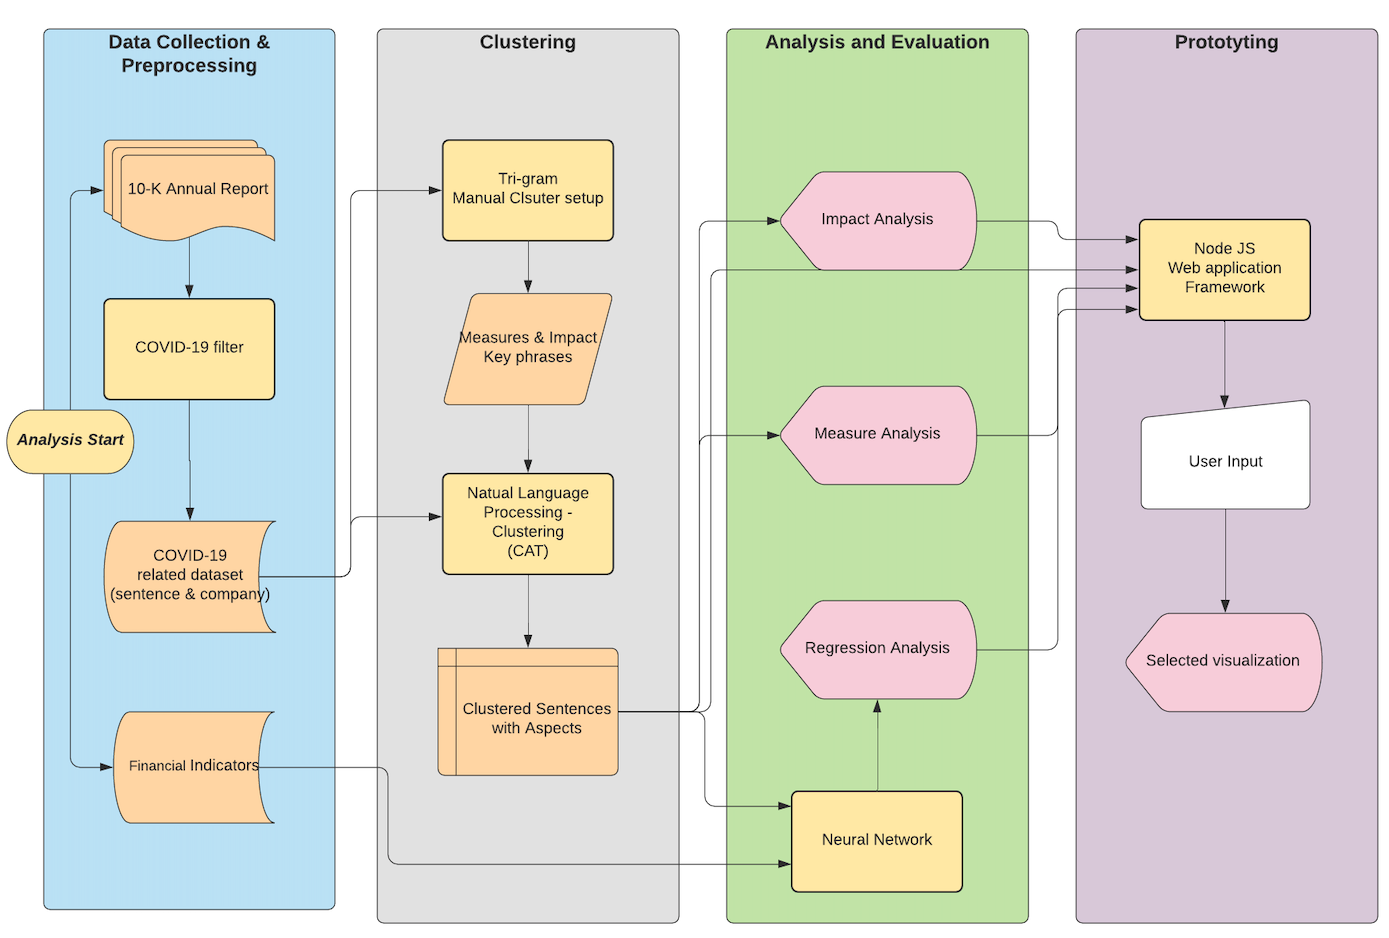 Data Collection &
Preprocessing
10-K Annual Report
COVID-19 filter
Analysis Start
COVID-19
related dataset
(sentence & company)
Financial Indicators
Clustering
Tri-gram
Manual Clsuter setup
Measures & Impact
Key phrases
Natual Language
Processing -
Clustering
(CAT)
Clustered Sentences
with Aspects
Analysis and Evaluation
Impact Analysis
Measure Analysis
Regression Analysis
Neural Network
Prototyting
Node JS
Web application
Framework
User Input
Selected visualization